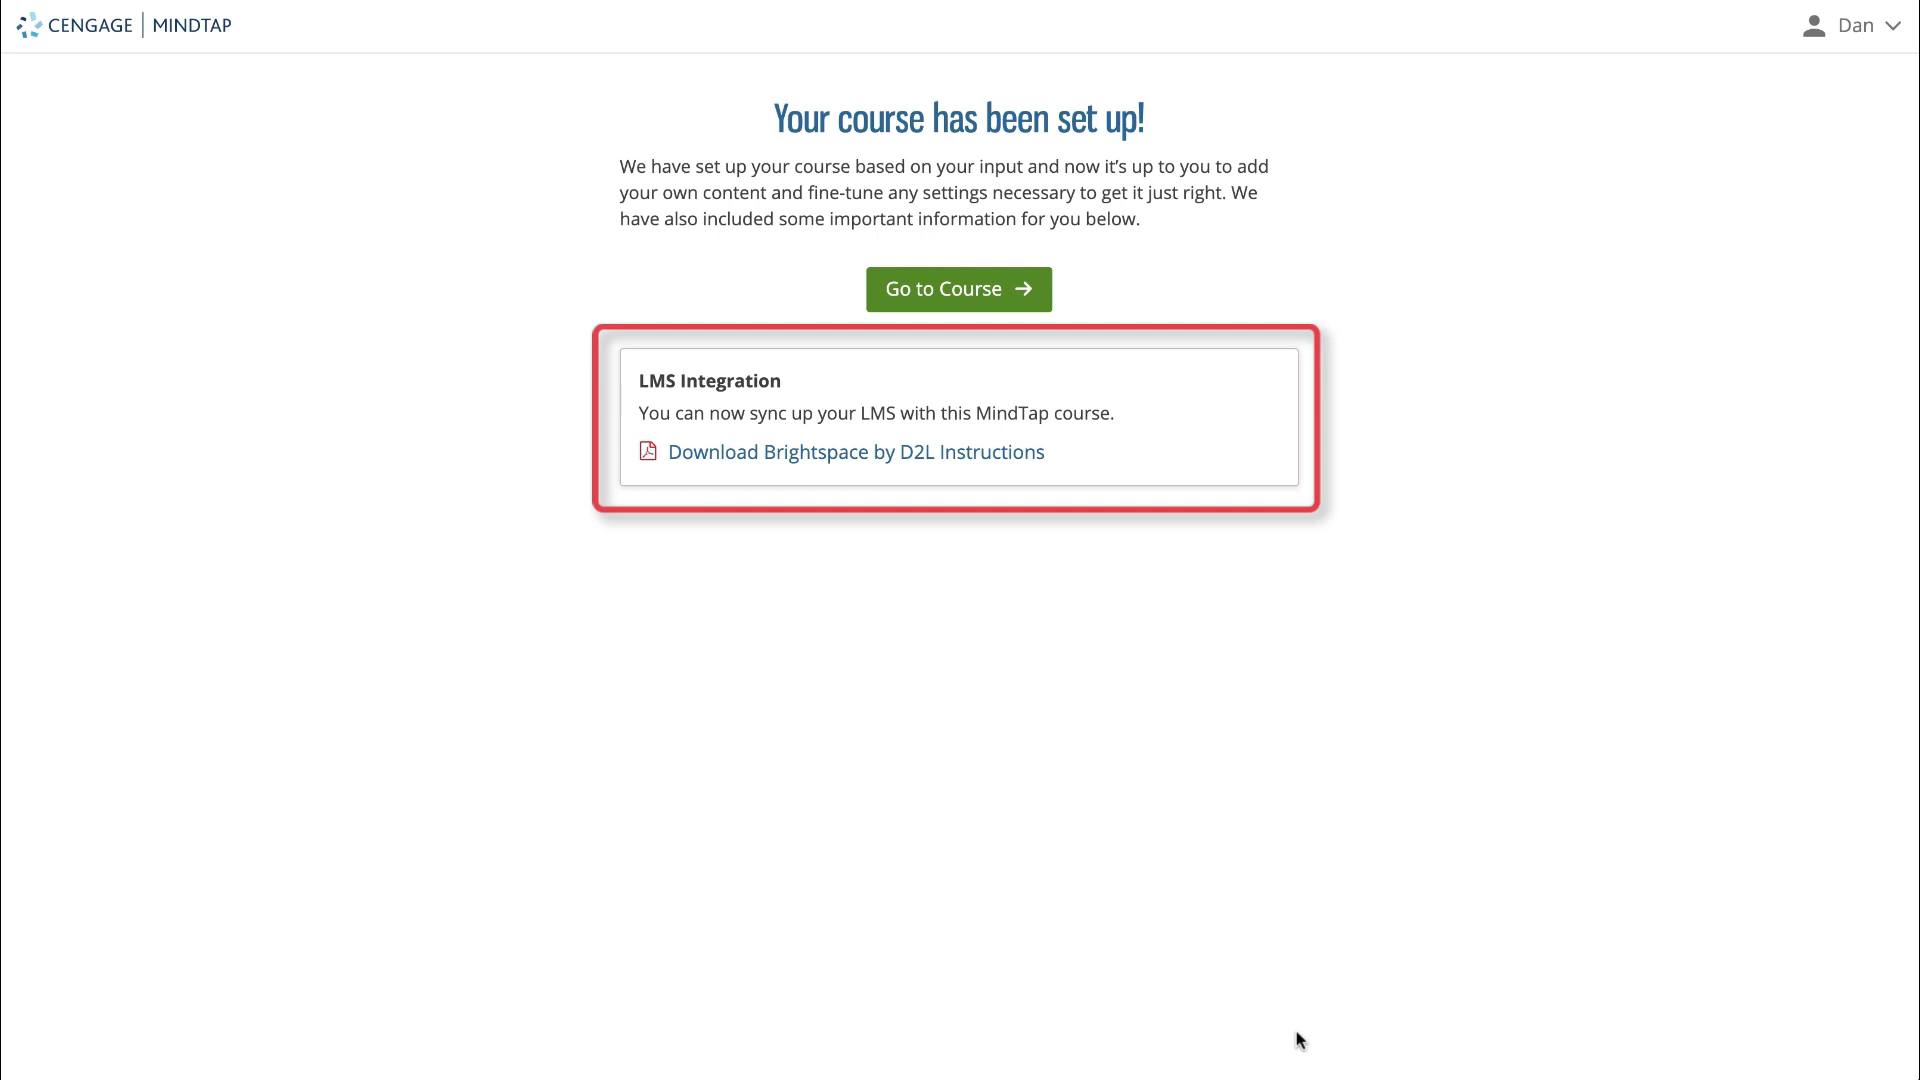 CENGAGE | MINDTAP
Dan
Your course has been set up!
We have set up your course based on your input and now it’s up to you to add
your own content and fine-tune any settings necessary to get it just right. We
have also included some important information for you below.
Go to Course →
LMS Integration
You can now sync up your LMS with this MindTap course.
Download Brightspace by D2L Instructions